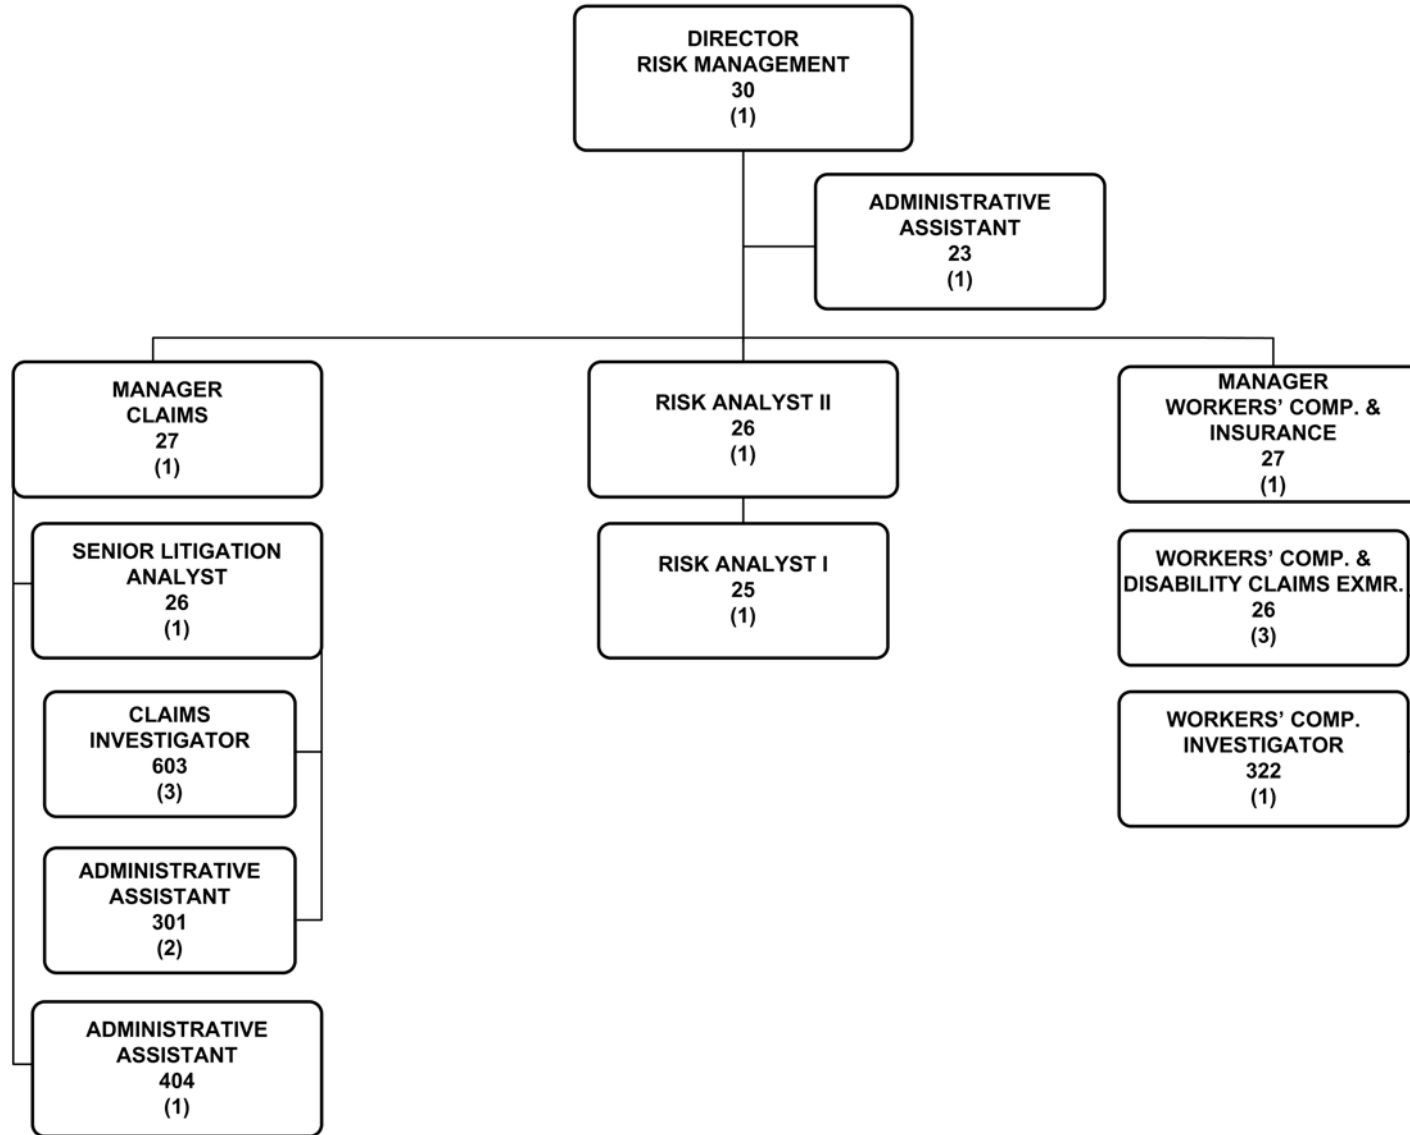 DIRECTOR
RISK MANAGEMENT
30
(1)
ADMINISTRATIVE
ASSISTANT
23
(1)
MANAGER
CLAIMS
27
(1)
RISK ANALYST II
26
(1)
MANAGER
WORKERS’ COMP. &
INSURANCE
27
(1)
SENIOR LITIGATION
ANALYST
26
(1)
RISK ANALYST I
25
(1)
WORKERS’ COMP. &
DISABILITY CLAIMS EXMR.
26
(3)
CLAIMS
INVESTIGATOR
603
(3)
WORKERS’ COMP.
INVESTIGATOR
322
(1)
ADMINISTRATIVE
ASSISTANT
301
(2)
ADMINISTRATIVE
ASSISTANT
404
(1)